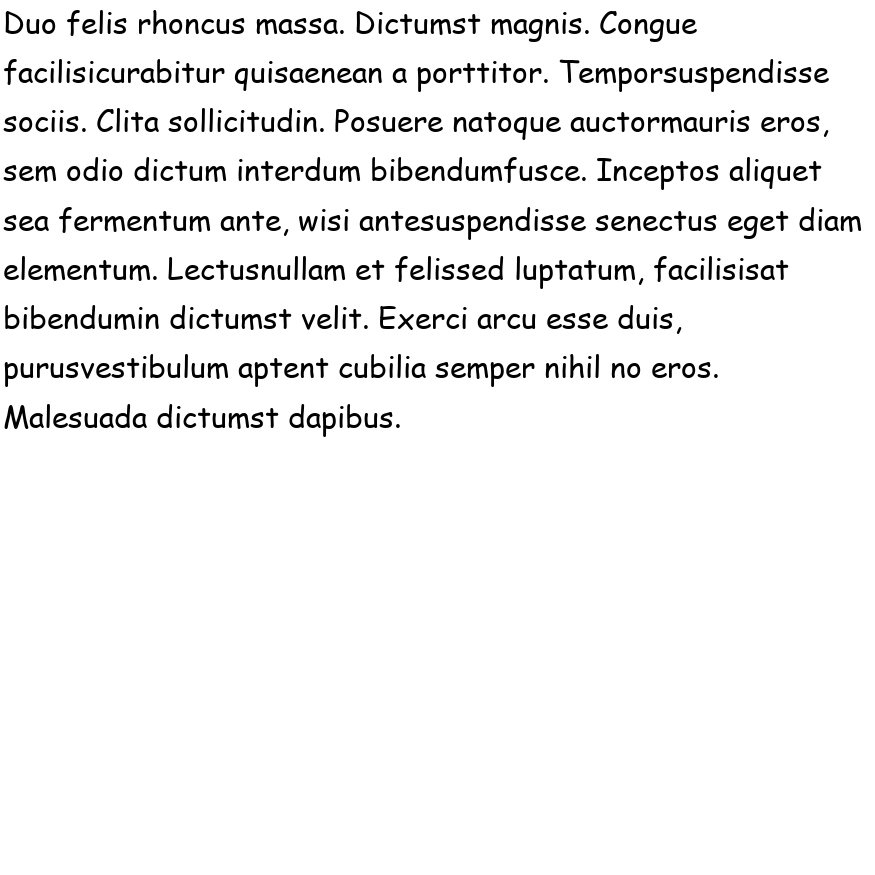 Duo felis rhoncus massa. Dictumst magnis. Congue
facilisicurabitur quisaenean a porttitor. Temporsuspendisse
sociis. Clita sollicitudin. Posuere natoque auctormauris eros,
sem odio dictum interdum bibendumfusce. Inceptos aliquet
sea fermentum ante, wisi antesuspendisse senectus eget diam
elementum. Lectusnullam et felissed luptatum, facilisisat
bibendumin dictumst velit. Exerci arcu esse duis,
purusvestibulum aptent cubilia semper nihil no eros.
Malesuada dictumst dapibus.